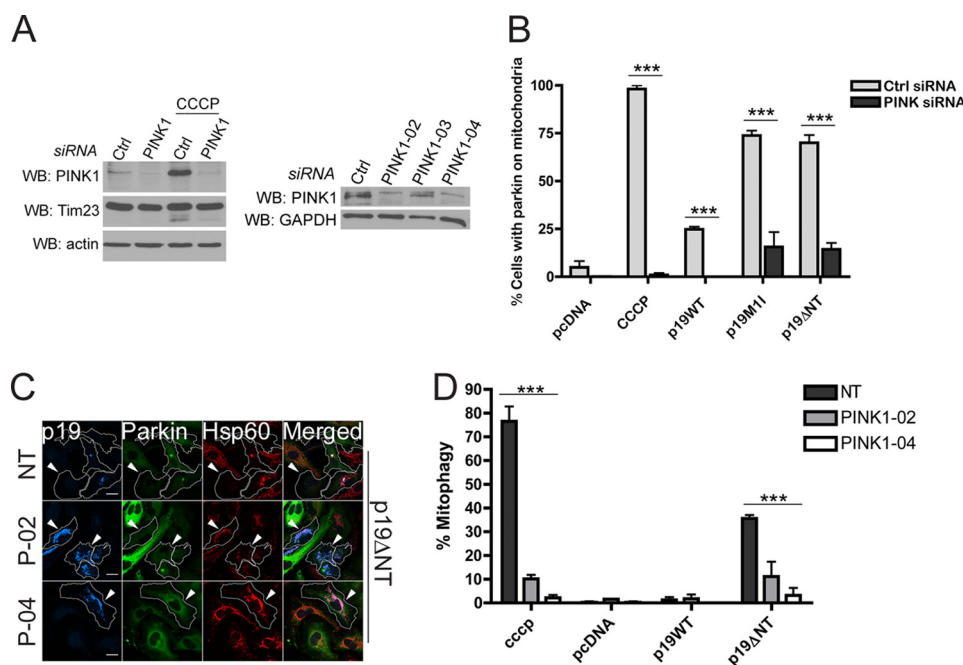 A
CCCP
siRNA Ctrl PINK1 Ctrl PINK1
WB: PINK1
WB: Tim23
WB: actin
siRNA Ctrl PINK1-02 PINK1-03 PINK1-04
WB: PINK1
WB: GAPDH
B
% Cells with parkin on mitochondria
100
75
50
25
0
*** *** *** ***
pcDNA CCCP p19WT p19M1I p19ΔNT
Ctrl siRNA
PINK siRNA
C
p19 Parkin Hsp60 Merged
NT
P-02
P-04
p19ΔNT
D
% Mitophagy
90
80
70
60
50
40
30
20
10
0
*** ***
cccp pcDNA p19WT p19ΔNT
NT
PINK1-02
PINK1-04